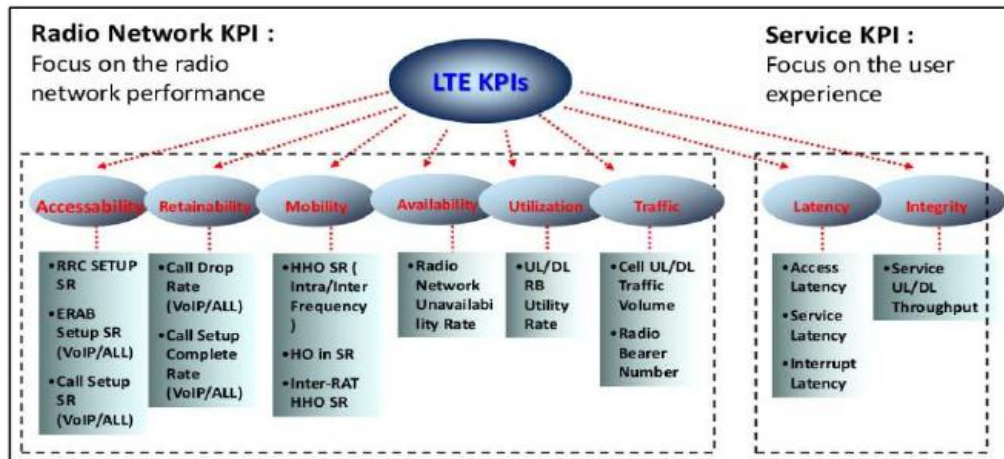 Radio Network KPI :
Focus on the radio
network performance
LTE KPIs
Service KPI :
Focus on the user
experience
Accessability
Retainability
Mobility
Availability
Utilization
Traffic
Latency
Integrity
•RRC SETUP
SR
•ERAB
Setup SR
(VoIP/ALL)
•Call Setup
SR
(VoIP/ALL)
•Call Drop
Rate
(VoIP/ALL)
•Call Setup
Complete
Rate
(VoIP/ALL)
•HHO SR (
Intra/Inter
Frequency
)
•HO in SR
•Inter-RAT
HHO SR
•Radio
Network
Unavailabi
lity Rate
•UL/DL
RB
Utility
Rate
•Cell UL/DL
Traffic
Volume
•Radio
Bearer
Number
•Access
Latency
•Service
Latency
•Interrupt
Latency
•Service
UL/DL
Throughput